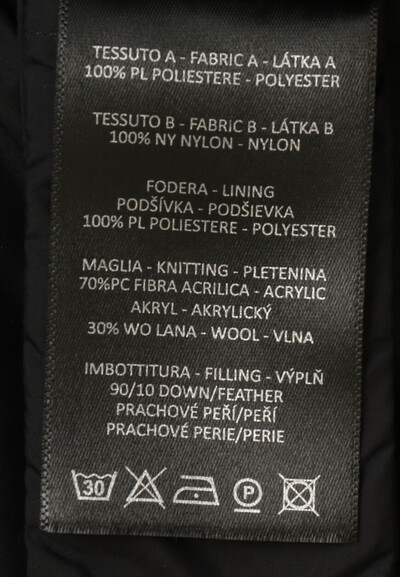 TESSUTO A - FABRIC A - LÁTKA A
100% PL POLIESTERE - POLYESTER
TESSUTO B - FABRIC B - LÁTKA B
100% NY NYLON - NYLON
FODERA - LINING
PODŠÍVKA - PODŠIEVKA
100% PL POLIESTERE - POLYESTER
MAGLIA - KNITTING - PLETENINA
70%PC FIBRA ACRILICA - ACRYLIC
AKRYL - AKRYLICKÝ
30% WO LANA - WOOL - VLNA
IMBOTTITURA - FILLING - VÝPLŇ
90/10 DOWN/FEATHER
PRACHOVÉ PEŘÍ/PEŘÍ
PRACHOVÉ PERIE/PERIE
30 P